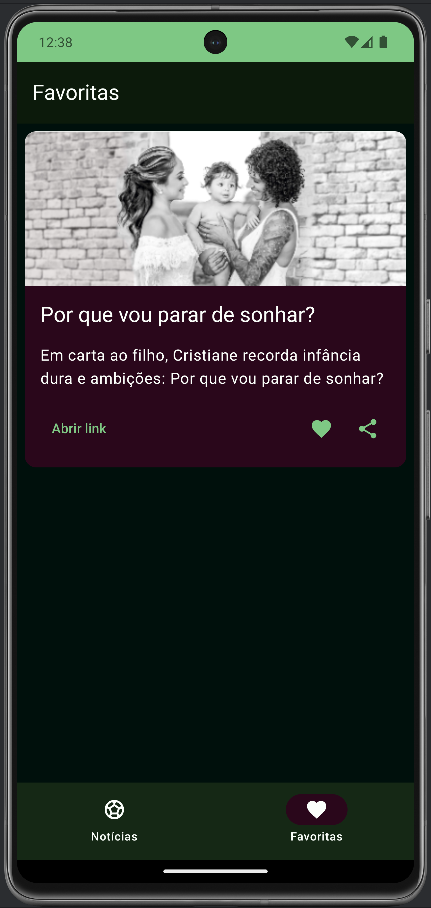 12:38
Favoritas
Por que vou parar de sonhar?
Em carta ao filho, Cristiane recorda infância
dura e ambições: Por que vou parar de sonhar?
Abrir link
Notícias
Favoritas